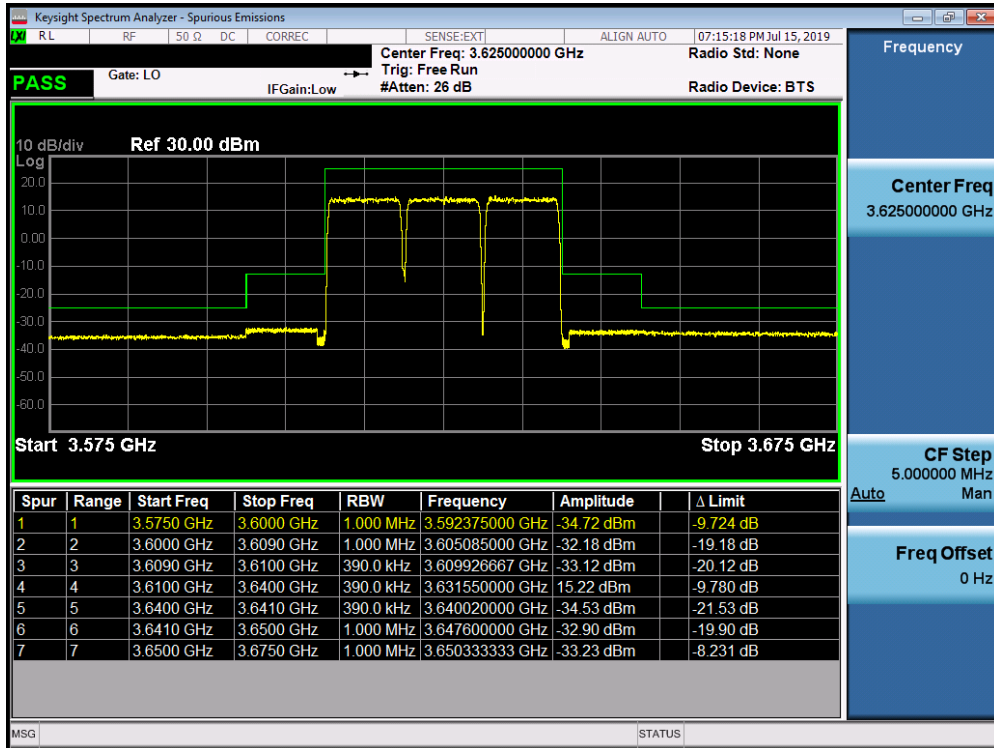 Keysight Spectrum Analyzer - Spurious Emissions
LXI RL RF 50 Ω DC CORREC SENSE:EXT ALIGN AUTO 07:15:18 PM Jul 15, 2019
Center Freq: 3.625000000 GHz Radio Std: None
PASS Gate: LO Trig: Free Run
IFGain:Low #Atten: 26 dB Radio Device: BTS
10 dB/div Ref 30.00 dBm
Log
20.0
10.0
0.00
-10.0
-20.0
-30.0
-40.0
-50.0
-60.0
Start 3.575 GHz Stop 3.675 GHz
Spur Range Start Freq Stop Freq RBW Frequency Amplitude Δ Limit
1 1 3.5750 GHz 3.6000 GHz 1.000 MHz 3.592375000 GHz -34.72 dBm -9.724 dB
2 2 3.6000 GHz 3.6090 GHz 1.000 MHz 3.605085000 GHz -32.18 dBm -19.18 dB
3 3 3.6090 GHz 3.6100 GHz 390.0 kHz 3.609926667 GHz -33.12 dBm -20.12 dB
4 4 3.6100 GHz 3.6400 GHz 390.0 kHz 3.631550000 GHz 15.22 dBm -9.780 dB
5 5 3.6400 GHz 3.6410 GHz 390.0 kHz 3.640020000 GHz -34.53 dBm -21.53 dB
6 6 3.6410 GHz 3.6500 GHz 1.000 MHz 3.647600000 GHz -32.90 dBm -19.90 dB
7 7 3.6500 GHz 3.6750 GHz 1.000 MHz 3.650333333 GHz -33.23 dBm -8.231 dB
MSG STATUS
Frequency
Center Freq
3.625000000 GHz
CF Step
5.000000 MHz
Auto Man
Freq Offset
0 Hz